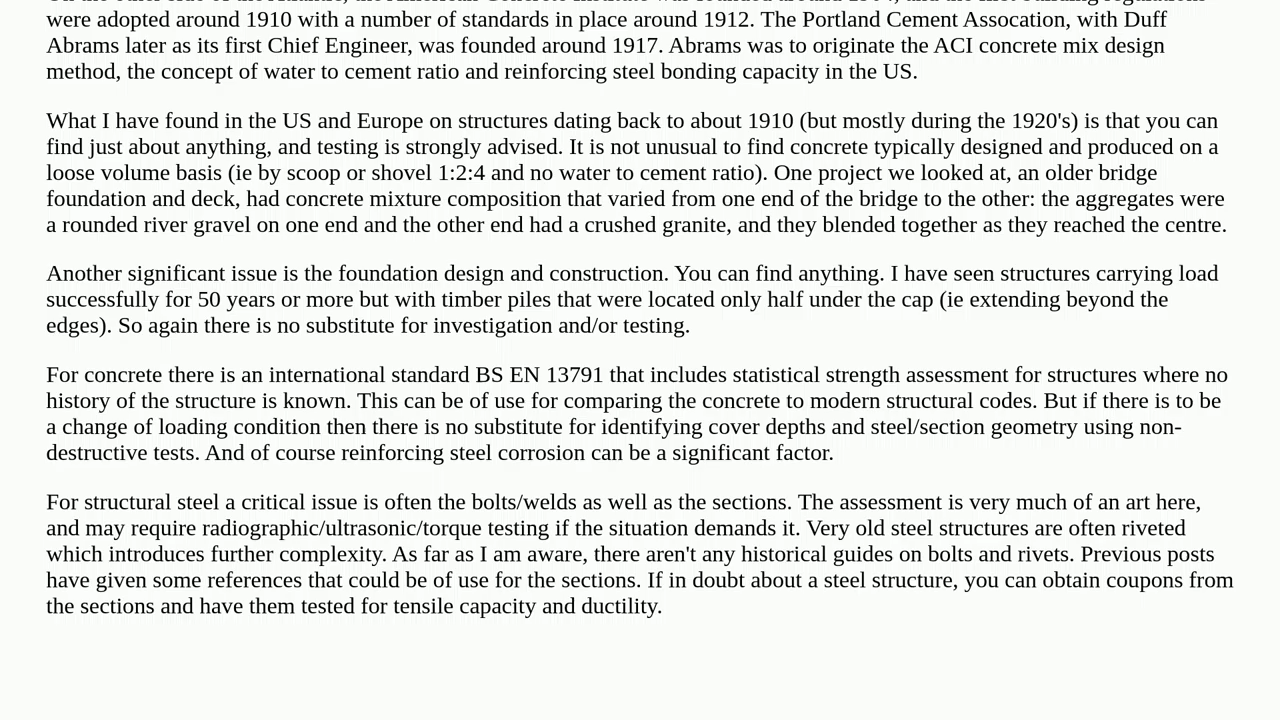 were adopted around 1910 with a number of standards in place around 1912. The Portland Cement Assocation, with Duff
Abrams later as its first Chief Engineer, was founded around 1917. Abrams was to originate the ACI concrete mix design
method, the concept of water to cement ratio and reinforcing steel bonding capacity in the US.
What I have found in the US and Europe on structures dating back to about 1910 (but mostly during the 1920's) is that you can
find just about anything, and testing is strongly advised. It is not unusual to find concrete typically designed and produced on a
loose volume basis (ie by scoop or shovel 1:2:4 and no water to cement ratio). One project we looked at, an older bridge
foundation and deck, had concrete mixture composition that varied from one end of the bridge to the other: the aggregates were
a rounded river gravel on one end and the other end had a crushed granite, and they blended together as they reached the centre.
Another significant issue is the foundation design and construction. You can find anything. I have seen structures carrying load
successfully for 50 years or more but with timber piles that were located only half under the cap (ie extending beyond the
edges). So again there is no substitute for investigation and/or testing.
For concrete there is an international standard BS EN 13791 that includes statistical strength assessment for structures where no
history of the structure is known. This can be of use for comparing the concrete to modern structural codes. But if there is to be
a change of loading condition then there is no substitute for identifying cover depths and steel/section geometry using non-
destructive tests. And of course reinforcing steel corrosion can be a significant factor.
For structural steel a critical issue is often the bolts/welds as well as the sections. The assessment is very much of an art here,
and may require radiographic/ultrasonic/torque testing if the situation demands it. Very old steel structures are often riveted
which introduces further complexity. As far as I am aware, there aren't any historical guides on bolts and rivets. Previous posts
have given some references that could be of use for the sections. If in doubt about a steel structure, you can obtain coupons from
the sections and have them tested for tensile capacity and ductility.